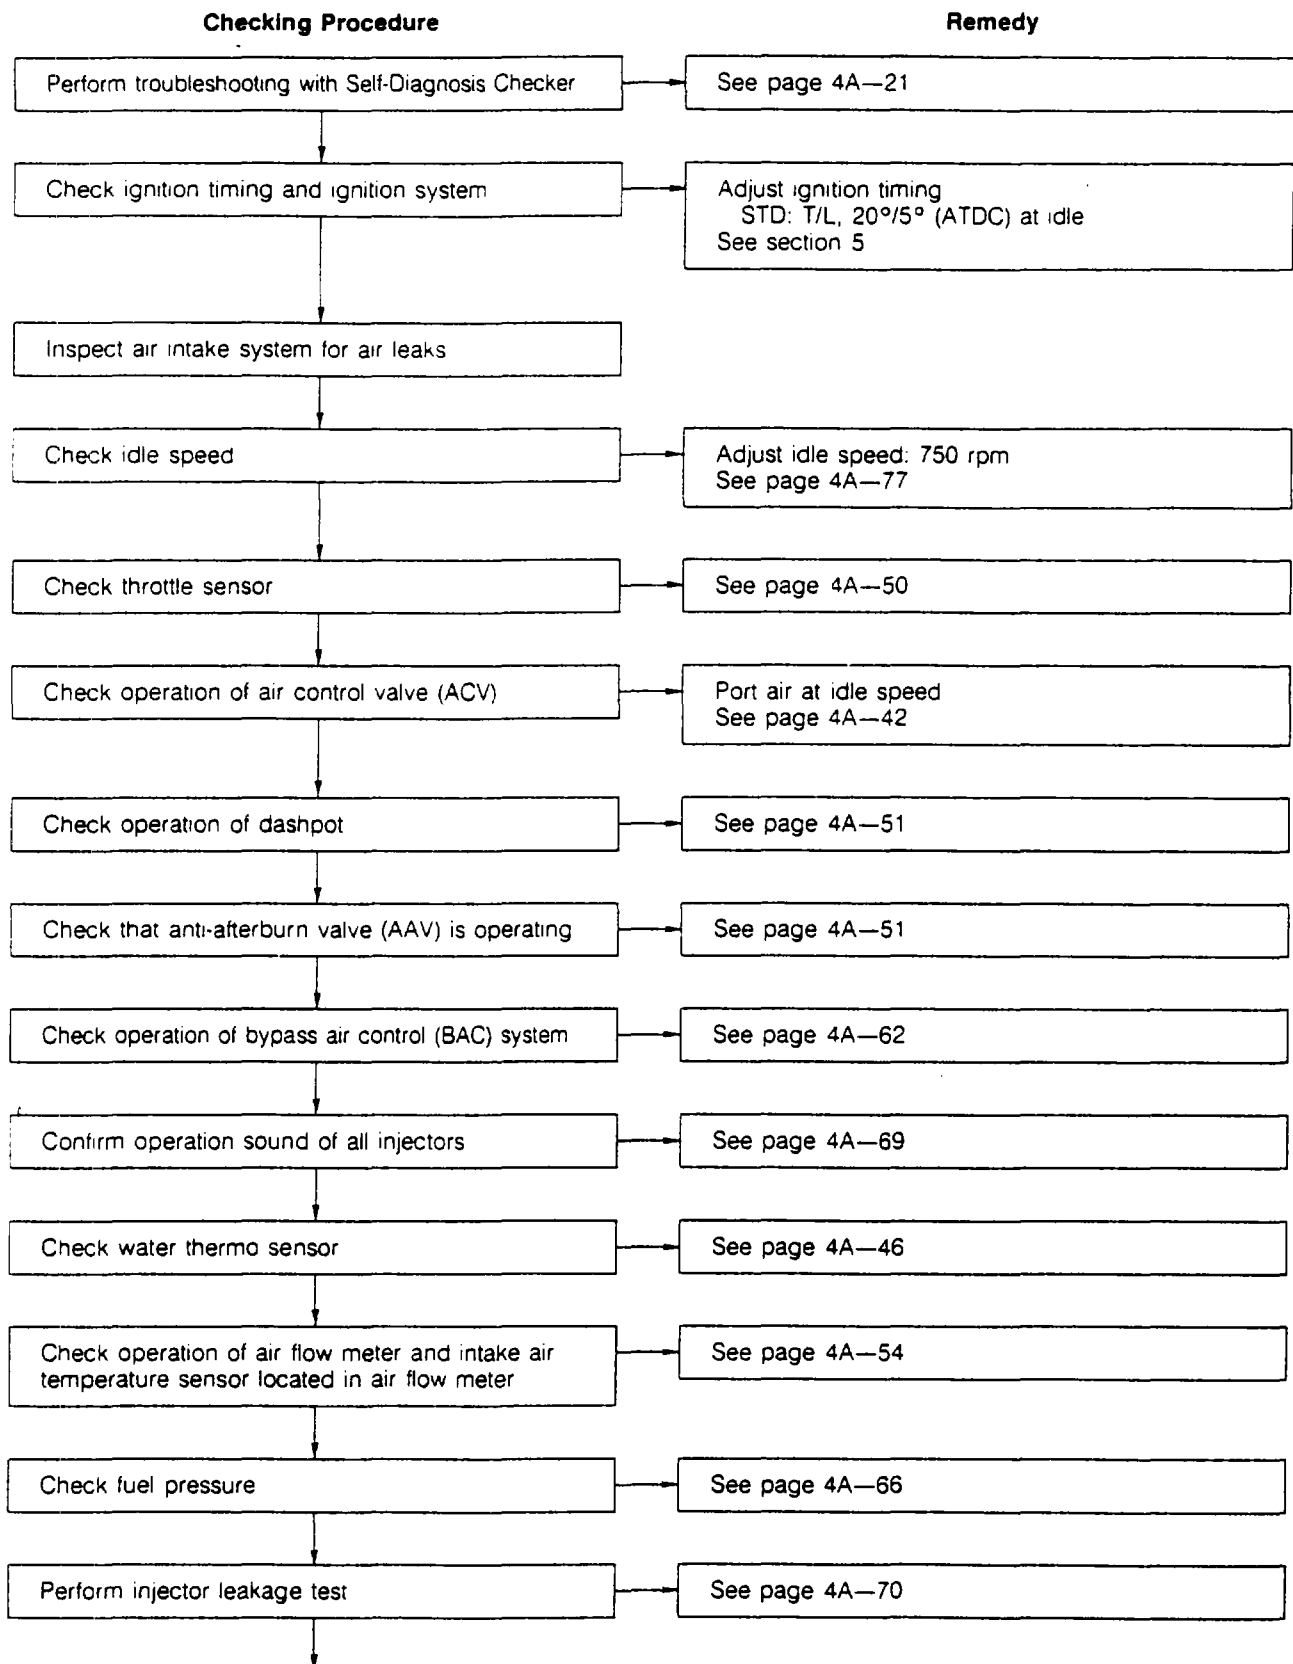 Checking Procedure
Remedy
Perform troubleshooting with Self-Diagnosis Checker
See page 4A—21
Check ignition timing and ignition system
Adjust ignition timing
STD: T/L, 20°/5° (ATDC) at idle
See section 5
Inspect air intake system for air leaks
Check idle speed
Adjust idle speed: 750 rpm
See page 4A—77
Check throttle sensor
See page 4A—50
Check operation of air control valve (ACV)
Port air at idle speed
See page 4A—42
Check operation of dashpot
See page 4A—51
Check that anti-afterburn valve (AAV) is operating
See page 4A—51
Check operation of bypass air control (BAC) system
See page 4A—62
Confirm operation sound of all injectors
See page 4A—69
Check water thermo sensor
See page 4A—46
Check operation of air flow meter and intake air
temperature sensor located in air flow meter
See page 4A—54
Check fuel pressure
See page 4A—66
Perform injector leakage test
See page 4A—70